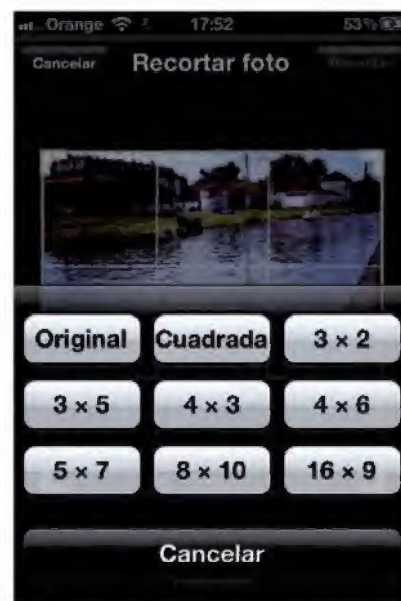 Orange 17:52 53%
Cancelar Recortar foto
Original Cuadrada 3 × 2
3 × 5 4 × 3 4 × 6
5 × 7 8 × 10 16 × 9
Cancelar